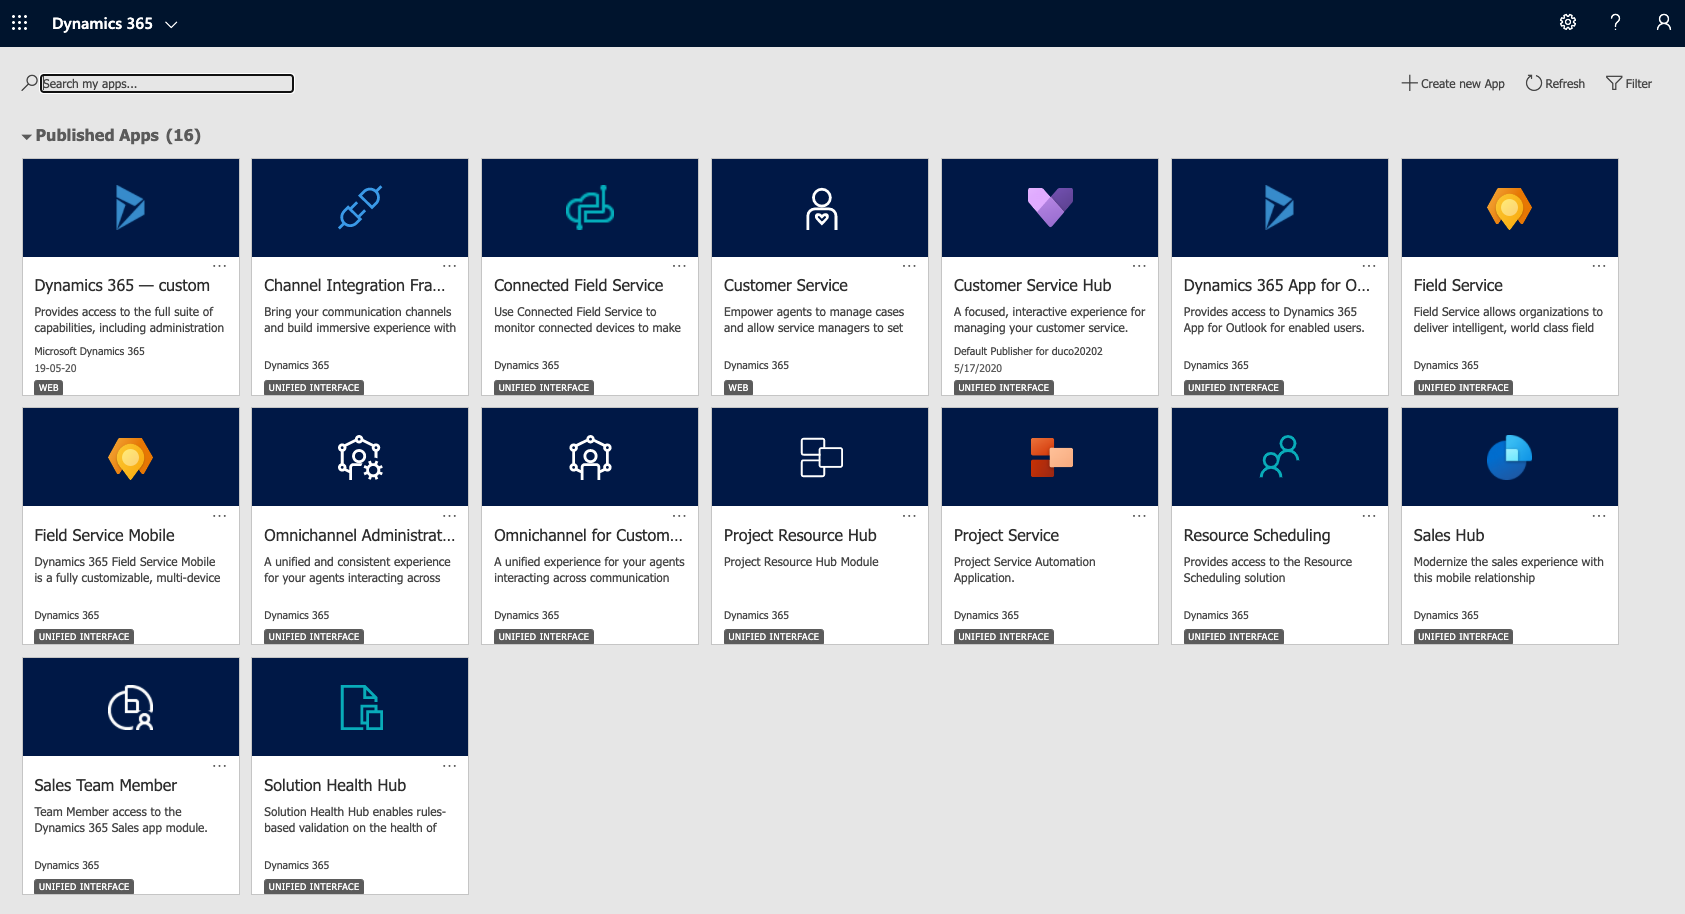 Dynamics 365
Search my apps...
Create new App
Refresh
Filter
Published Apps (16)
...
Dynamics 365 — custom
Provides access to the full suite of
capabilities, including administration
Microsoft Dynamics 365
19-05-20
WEB
...
Channel Integration Fra...
Bring your communication channels
and build immersive experience with
Dynamics 365
UNIFIED INTERFACE
...
Connected Field Service
Use Connected Field Service to
monitor connected devices to make
Dynamics 365
UNIFIED INTERFACE
...
Customer Service
Empower agents to manage cases
and allow service managers to set
Dynamics 365
WEB
...
Customer Service Hub
A focused, interactive experience for
managing your customer service.
Default Publisher for duco20202
5/17/2020
UNIFIED INTERFACE
...
Dynamics 365 App for O...
Provides access to Dynamics 365
App for Outlook for enabled users.
Dynamics 365
UNIFIED INTERFACE
...
Field Service
Field Service allows organizations to
deliver intelligent, world class field
Dynamics 365
UNIFIED INTERFACE
...
Field Service Mobile
Dynamics 365 Field Service Mobile
is a fully customizable, multi-device
Dynamics 365
UNIFIED INTERFACE
...
Omnichannel Administrat...
A unified and consistent experience
for your agents interacting across
Dynamics 365
UNIFIED INTERFACE
...
Omnichannel for Custom...
A unified experience for your agents
interacting across communication
Dynamics 365
UNIFIED INTERFACE
...
Project Resource Hub
Project Resource Hub Module
Dynamics 365
UNIFIED INTERFACE
...
Project Service
Project Service Automation
Application.
Dynamics 365
UNIFIED INTERFACE
...
Resource Scheduling
Provides access to the Resource
Scheduling solution
Dynamics 365
UNIFIED INTERFACE
...
Sales Hub
Modernize the sales experience with
this mobile relationship
Dynamics 365
UNIFIED INTERFACE
...
Sales Team Member
Team Member access to the
Dynamics 365 Sales app module.
Dynamics 365
UNIFIED INTERFACE
...
Solution Health Hub
Solution Health Hub enables rules-
based validation on the health of
Dynamics 365
UNIFIED INTERFACE